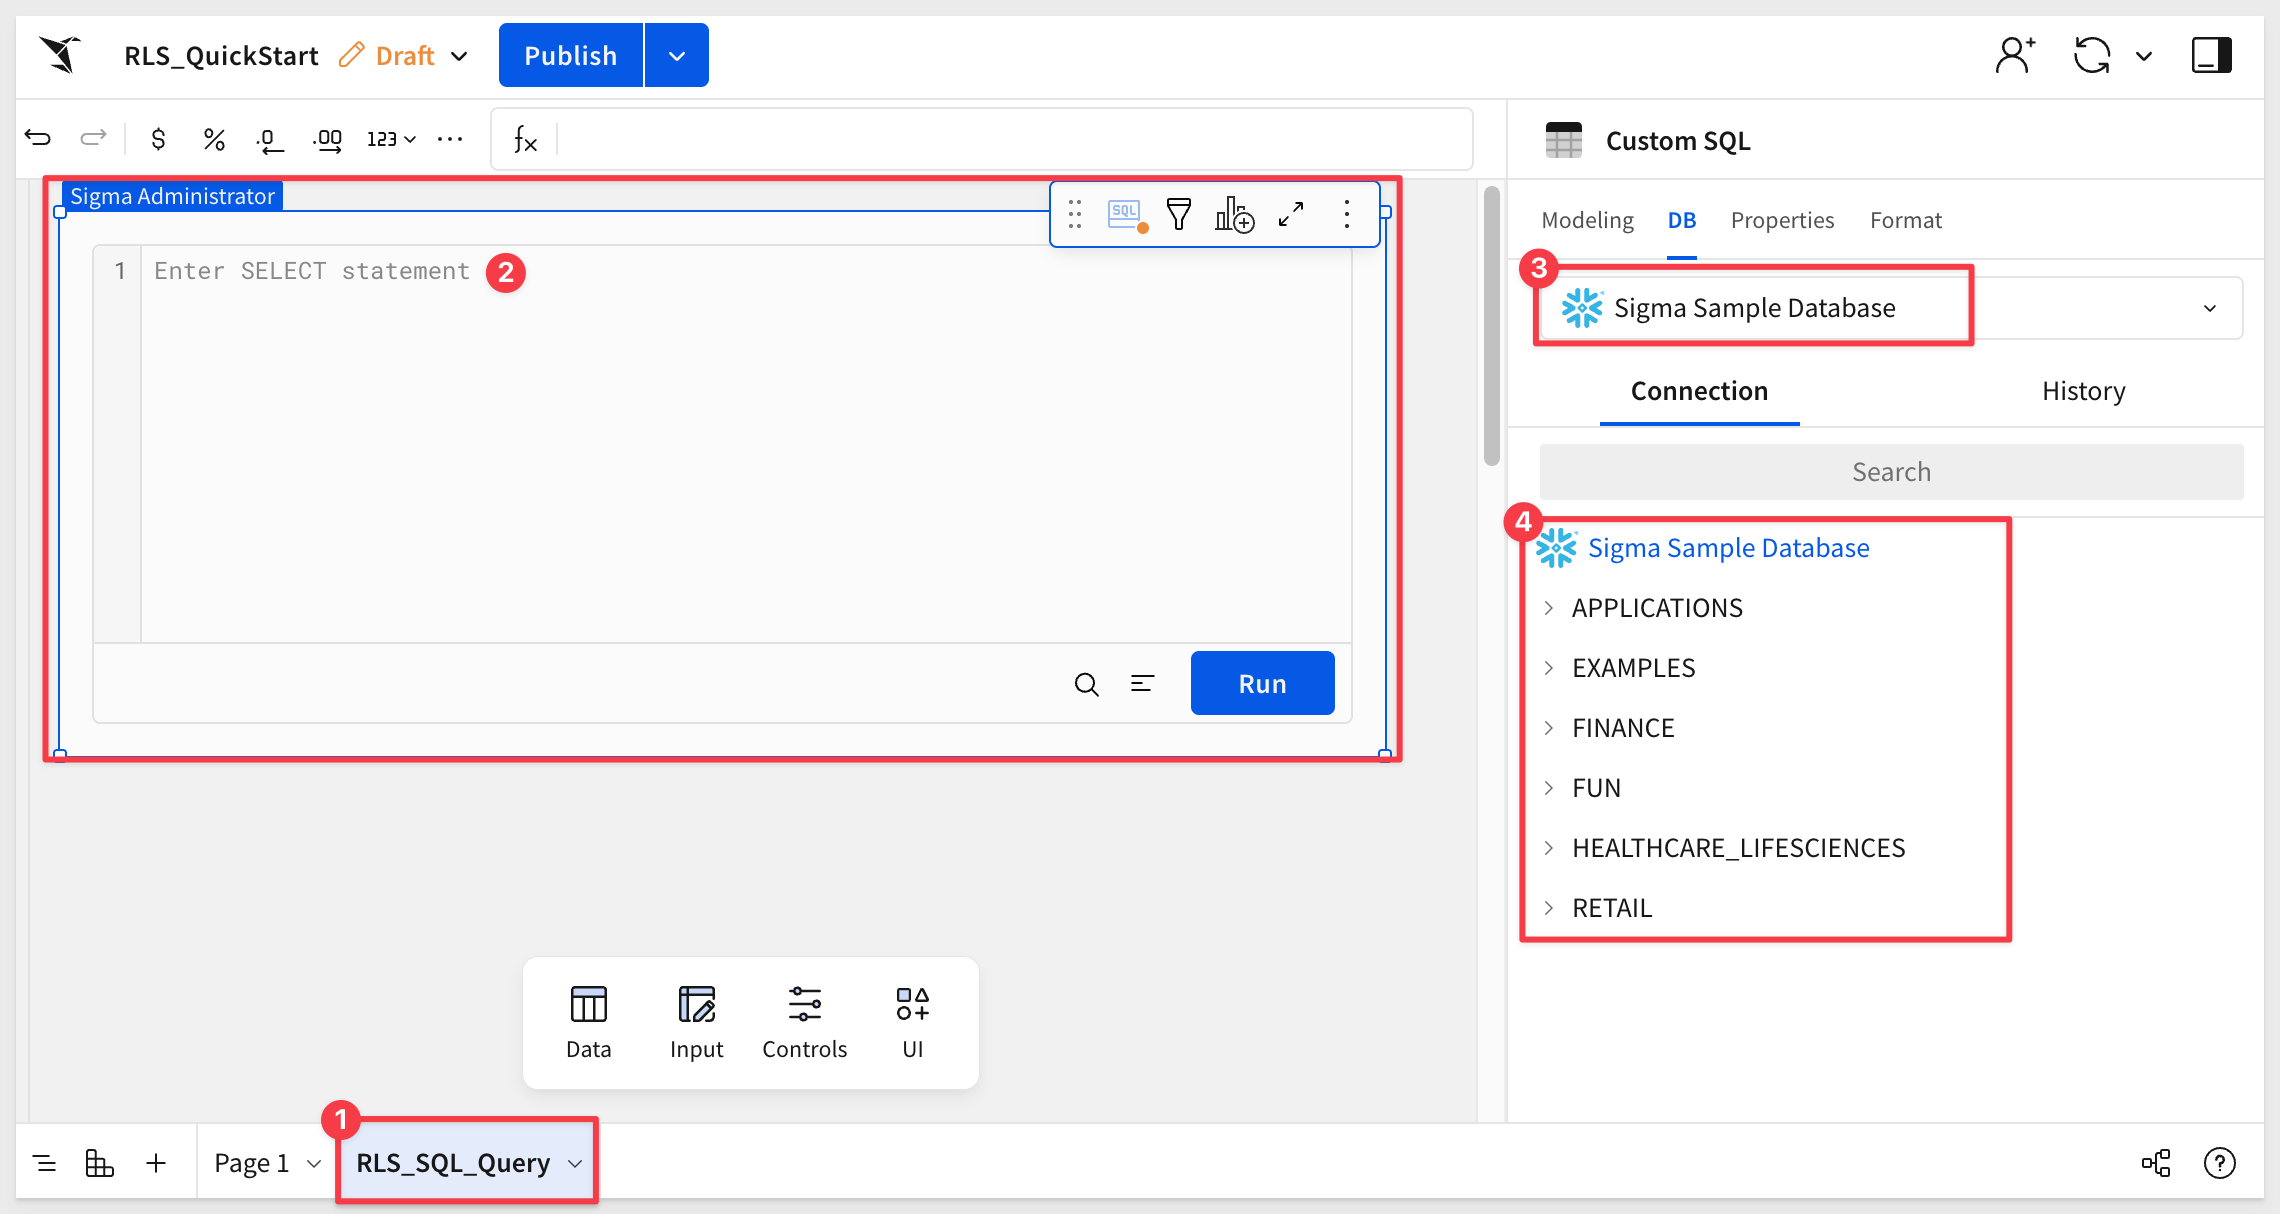 RLS_QuickStart Draft Publish
$ % .0 .00 123 ... fx
Custom SQL
Sigma Administrator
SQL
Modeling DB Properties Format
1 Enter SELECT statement 2
3
Sigma Sample Database
Connection History
Search
4
Sigma Sample Database
APPLICATIONS
EXAMPLES
Run
FINANCE
FUN
HEALTHCARE_LIFESCIENCES
RETAIL
Data Input Controls UI
1
Page 1 RLS_SQL_Query ?